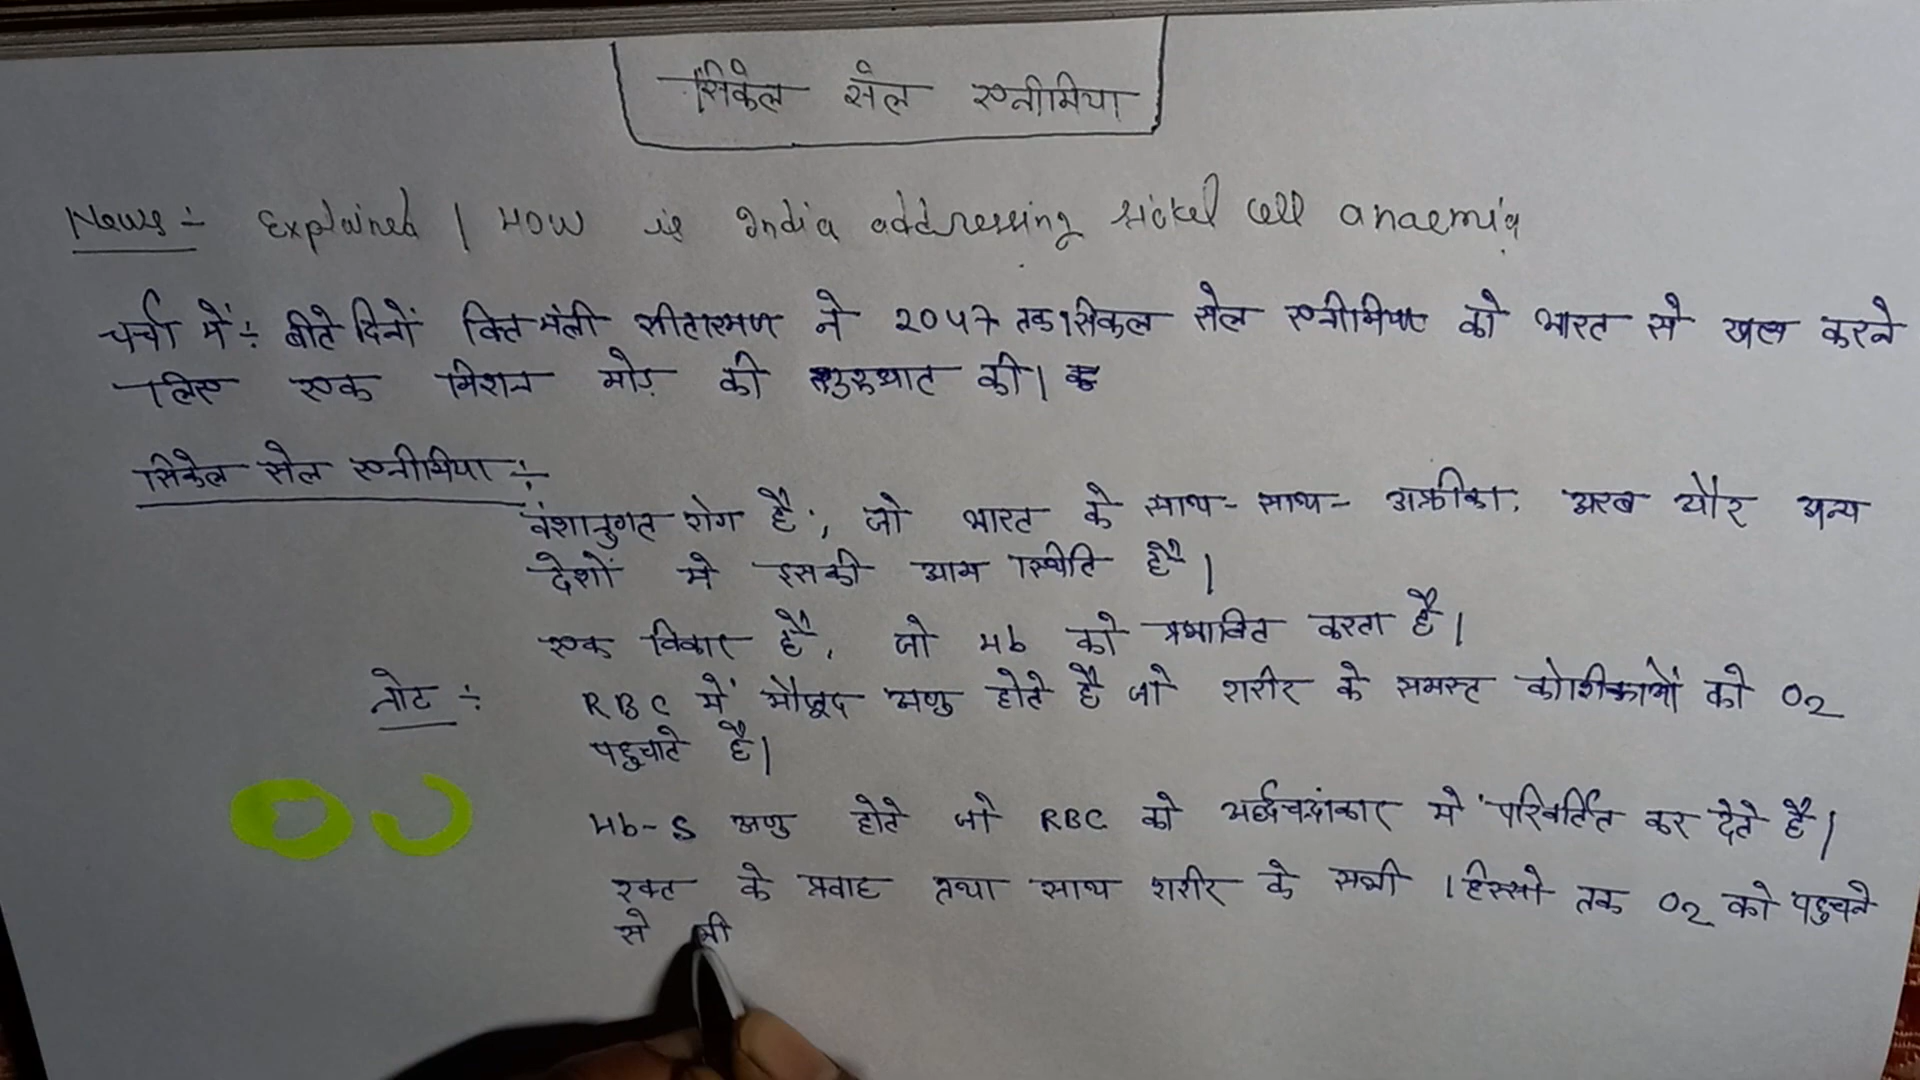 सिकेल सेल एनीमिया
News :- Explained / How is India addressing sickel cell anaemia
चर्चा में :- बीते दिनों वित मंत्री सीतारमण ने 2047 तक सिकल सेल एनीमिया को भारत से खत्म करने
लिए एक मिशन मोड की शुरुआत की।
सिकेल सेल एनीमिया :-
वंशानुगत रोग है, जो भारत के साथ-साथ- अफ्रीका, अरब और अन्य
देशों में इसकी आम स्थिति है।
एक विकार है, जो Hb को प्रभावित करता है।
नोट :- RBC में मौजूद अणु होते है जो शरीर के समस्त कोशिकाओं को O2
पहुचाते है।
Hb-S अणु होते जो RBC को अर्द्धचंद्राकार में परिवर्तित कर देते है।
रक्त के प्रवाह तथा साथ शरीर के सभी हिस्सो तक O2 को पहुचने
से भी